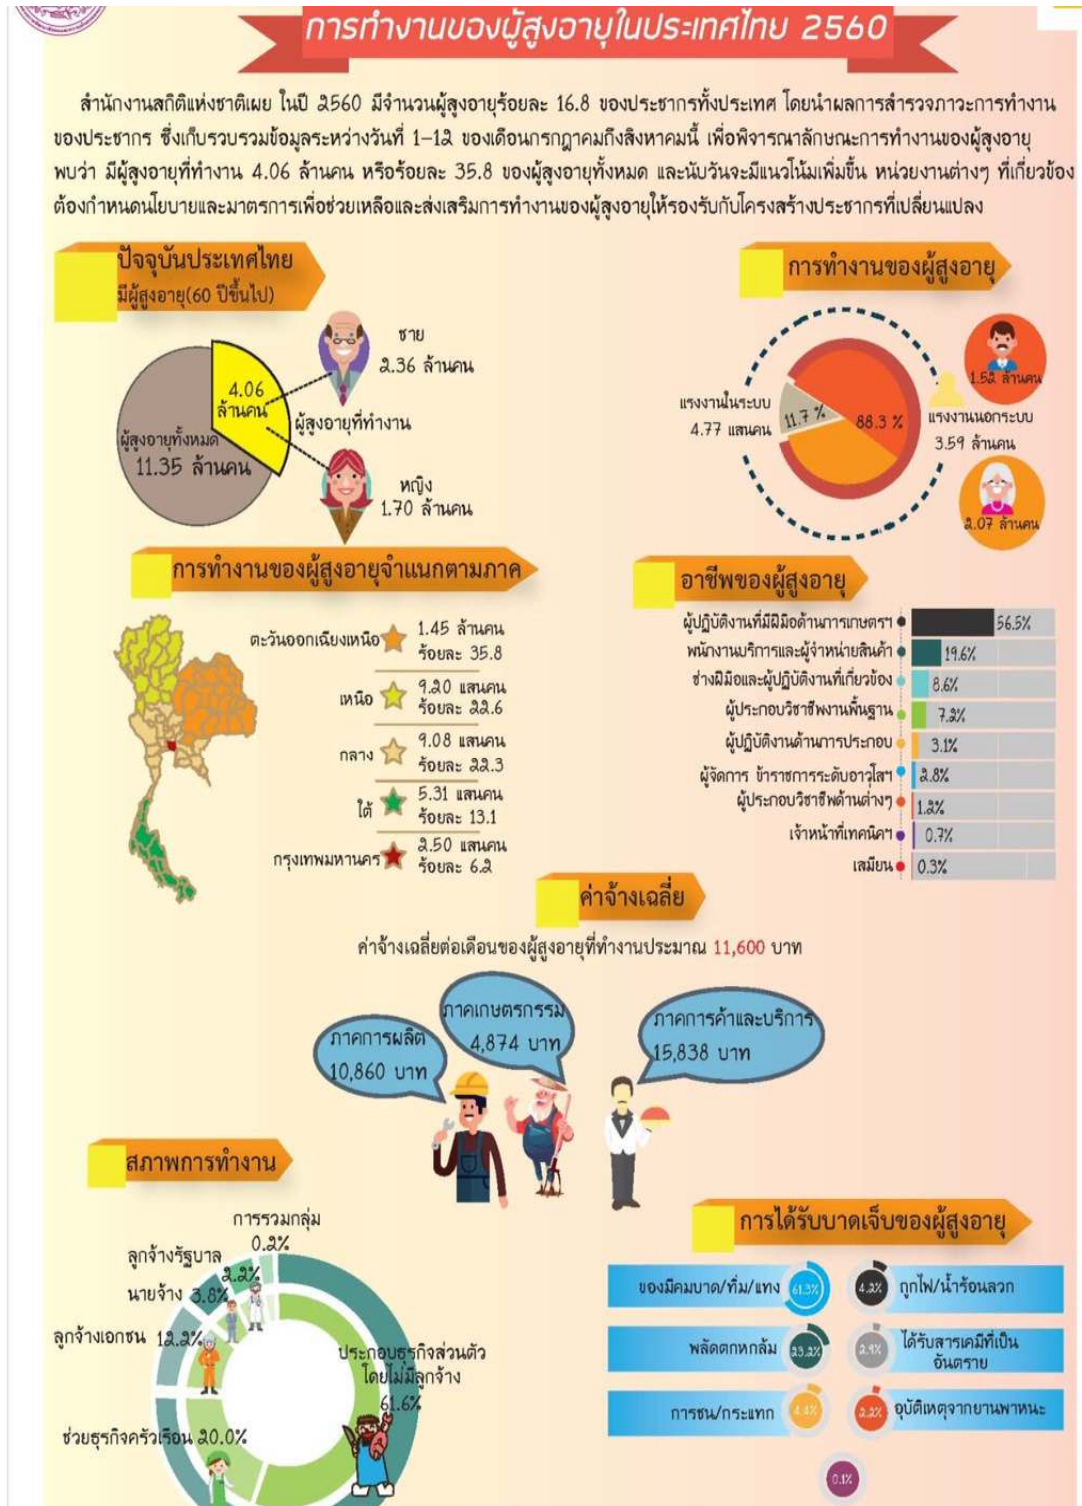 การทำงานของผู้สูงอายุในประเทศไทย 2560
สำนักงานสถิติแห่งชาติเผย ในปี 2560 มีจำนวนผู้สูงอายุร้อยละ 16.8 ของประชากรทั้งประเทศ โดยนำผลการสำรวจภาวะการทำงาน
ของประชากร ซึ่งเก็บรวบรวมข้อมูลระหว่างวันที่ 1-12 ของเดือนกรกฎาคมถึงสิงหาคมนี้ เพื่อพิจารณาลักษณะการทำงานของผู้สูงอายุ
พบว่า มีผู้สูงอายุที่ทำงาน 4.06 ล้านคน หรือร้อยละ 35.8 ของผู้สูงอายุทั้งหมด และนับวันจะมีแนวโน้มเพิ่มขึ้น หน่วยงานต่างๆ ที่เกี่ยวข้อง
ต้องกำหนดนโยบายและมาตรการเพื่อช่วยเหลือและส่งเสริมการทำงานของผู้สูงอายุให้รองรับกับโครงสร้างประชากรที่เปลี่ยนแปลง
ปัจจุบันประเทศไทย
มีผู้สูงอายุ(60 ปีขึ้นไป)
ชาย
2.36 ล้านคน
4.06
ล้านคน
ผู้สูงอายุที่ทำงาน
ผู้สูงอายุทั้งหมด
11.35 ล้านคน
หญิง
1.70 ล้านคน
การทำงานของผู้สูงอายุ
1.52 ล้านคน
แรงงานในระบบ
4.77 แสนคน
11.7 %
88.3 %
แรงงานนอกระบบ
3.59 ล้านคน
2.07 ล้านคน
การทำงานของผู้สูงอายุจำแนกตามภาค
ตะวันออกเฉียงเหนือ
1.45 ล้านคน
ร้อยละ 35.8
เหนือ
9.20 แสนคน
ร้อยละ 22.6
กลาง
9.08 แสนคน
ร้อยละ 22.3
ใต้
5.31 แสนคน
ร้อยละ 13.1
กรุงเทพมหานคร
2.50 แสนคน
ร้อยละ 6.2
อาชีพของผู้สูงอายุ
ผู้ปฏิบัติงานที่มีฝีมือด้านการเกษตรฯ 56.5%
พนักงานบริการและผู้จำหน่ายสินค้า 19.6%
ช่างฝีมือและผู้ปฏิบัติงานที่เกี่ยวข้อง 8.6%
ผู้ประกอบวิชาชีพงานพื้นฐาน 7.2%
ผู้ปฏิบัติงานด้านการประกอบ 3.1%
ผู้จัดการ ข้าราชการระดับอาวุโสฯ 2.8%
ผู้ประกอบวิชาชีพด้านต่างๆ 1.2%
เจ้าหน้าที่เทคนิคฯ 0.7%
เสมียน 0.3%
ค่าจ้างเฉลี่ย
ค่าจ้างเฉลี่ยต่อเดือนของผู้สูงอายุที่ทำงานประมาณ 11,600 บาท
ภาคการผลิต
10,860 บาท
ภาคเกษตรกรรม
4,874 บาท
ภาคการค้าและบริการ
15,838 บาท
สภาพการทำงาน
การรวมกลุ่ม
0.2%
ลูกจ้างรัฐบาล
2.2%
นายจ้าง 3.8%
ลูกจ้างเอกชน 12.2%
ประกอบธุรกิจส่วนตัว
โดยไม่มีลูกจ้าง
61.6%
ช่วยธุรกิจครัวเรือน 20.0%
การได้รับบาดเจ็บของผู้สูงอายุ
ของมีคมบาด/ทิ่ม/แทง 61.3%
4.2% ถูกไฟ/น้ำร้อนลวก
พลัดตกหกล้ม 23.2%
2.9% ได้รับสารเคมีที่เป็น
อันตราย
การชน/กระแทก 4.4%
2.2% อุบัติเหตุจากยานพาหนะ
0.1%